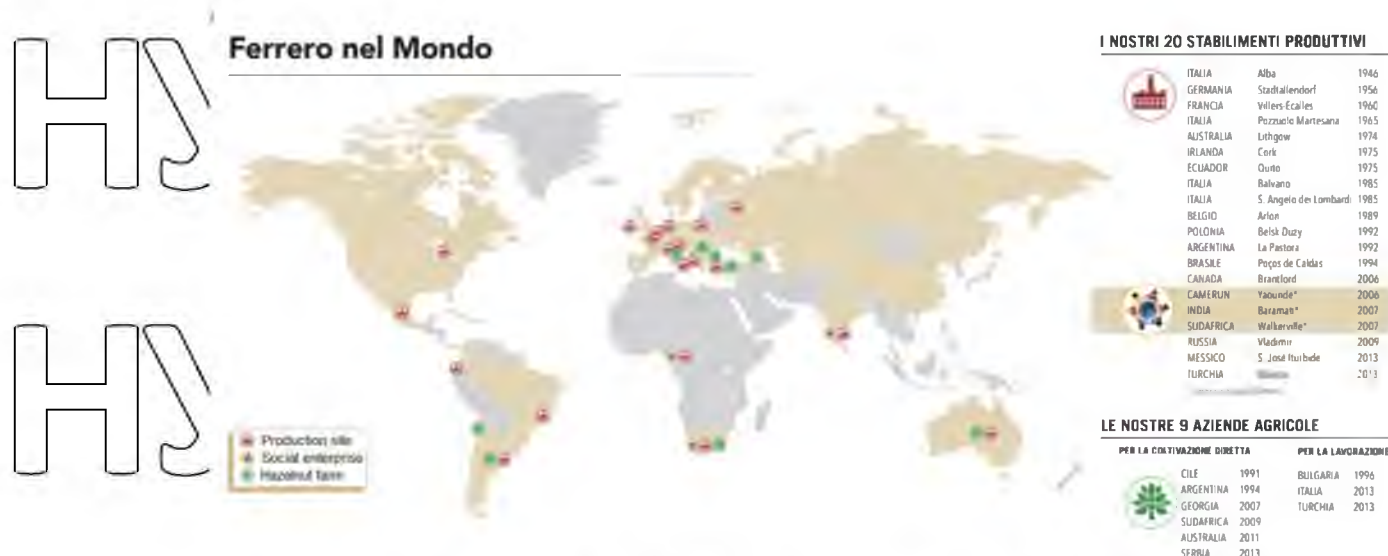 Hy
Hy
Ferrero nel Mondo
Production site
Social enterprise
Hazelnut farm
I NOSTRI 20 STABILIMENTI PRODUTTIVI
ITALIA Alba 1946
GERMANIA Stadtallendorf 1956
FRANCIA Villers-Ecalles 1960
ITALIA Pozzuolo Martesana 1965
AUSTRALIA Lithgow 1974
IRLANDA Cork 1975
ECUADOR Quito 1975
ITALIA Balvano 1985
ITALIA S. Angelo dei Lombardi 1985
BELGIO Arlon 1989
POLONIA Belsk Duzy 1992
ARGENTINA La Pastora 1992
BRASILE Poços de Caldas 1994
CANADA Brantford 2006
CAMERUN Yaounde* 2006
INDIA Baramati* 2007
SUDAFRICA Walkerville* 2007
RUSSIA Vladimir 2009
MESSICO S. José Iturbide 2013
TURCHIA 2013
LE NOSTRE 9 AZIENDE AGRICOLE
PER LA COLTIVAZIONE DIRETTA
CILE 1991
ARGENTINA 1994
GEORGIA 2007
SUDAFRICA 2009
AUSTRALIA 2011
SERBIA 2013
PER LA LAVORAZIONE
BULGARIA 1996
ITALIA 2013
TURCHIA 2013